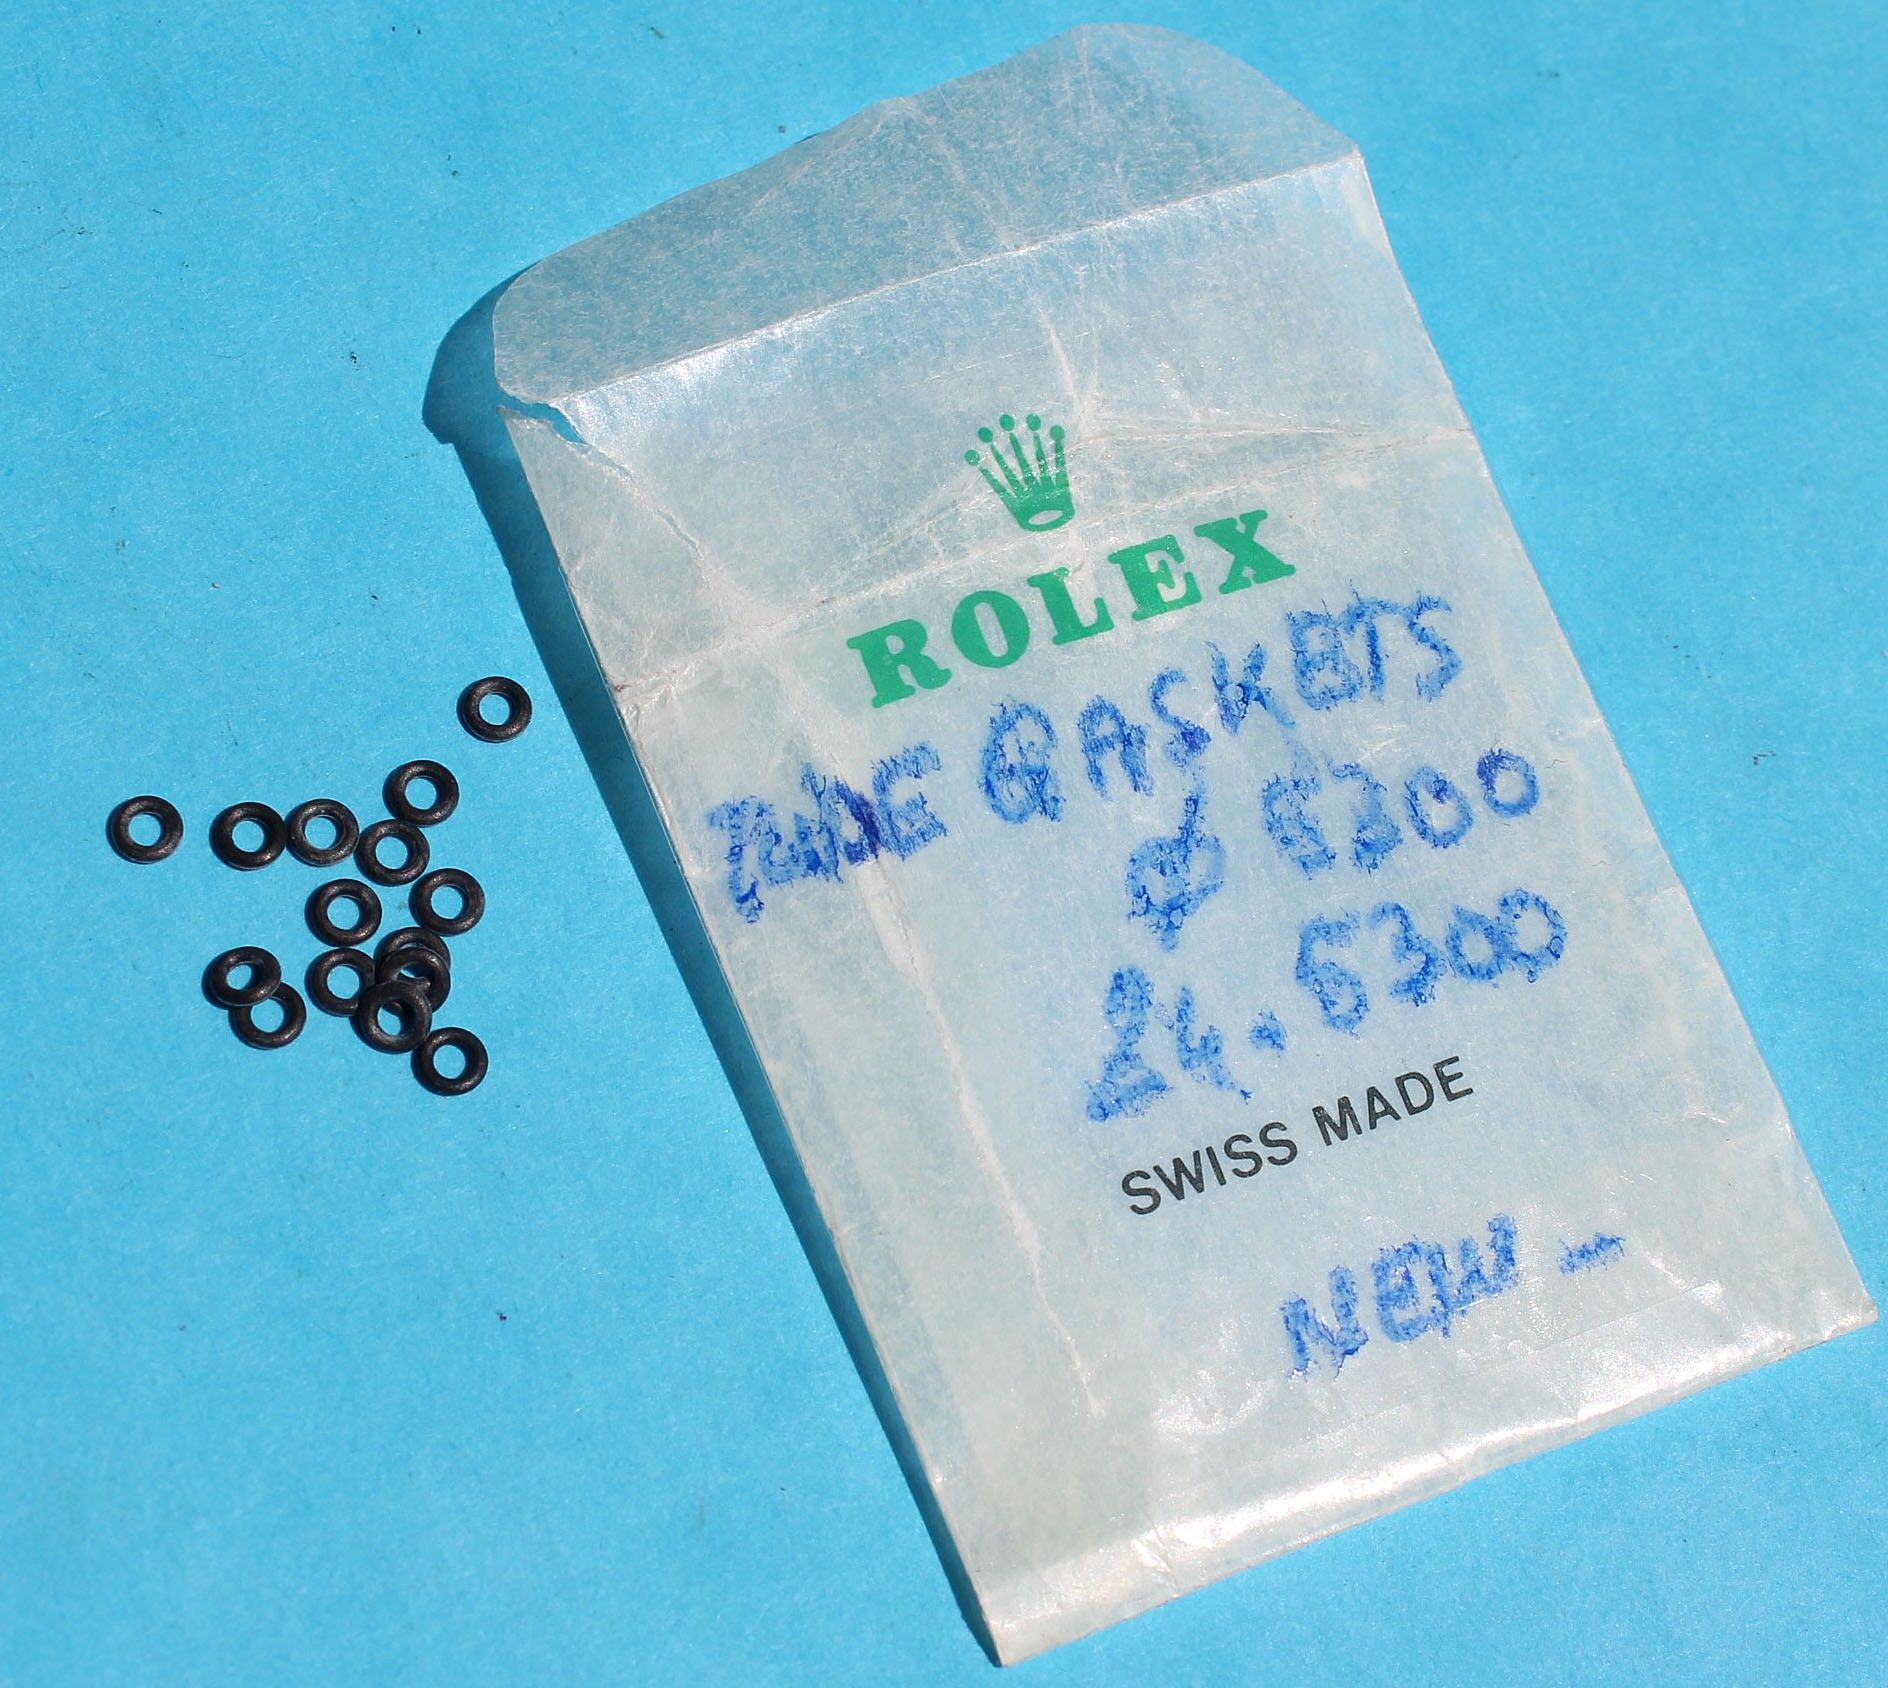 ROLEX
TUBE GASKETS
Ø 5300
24.5300
SWISS MADE
NEW -